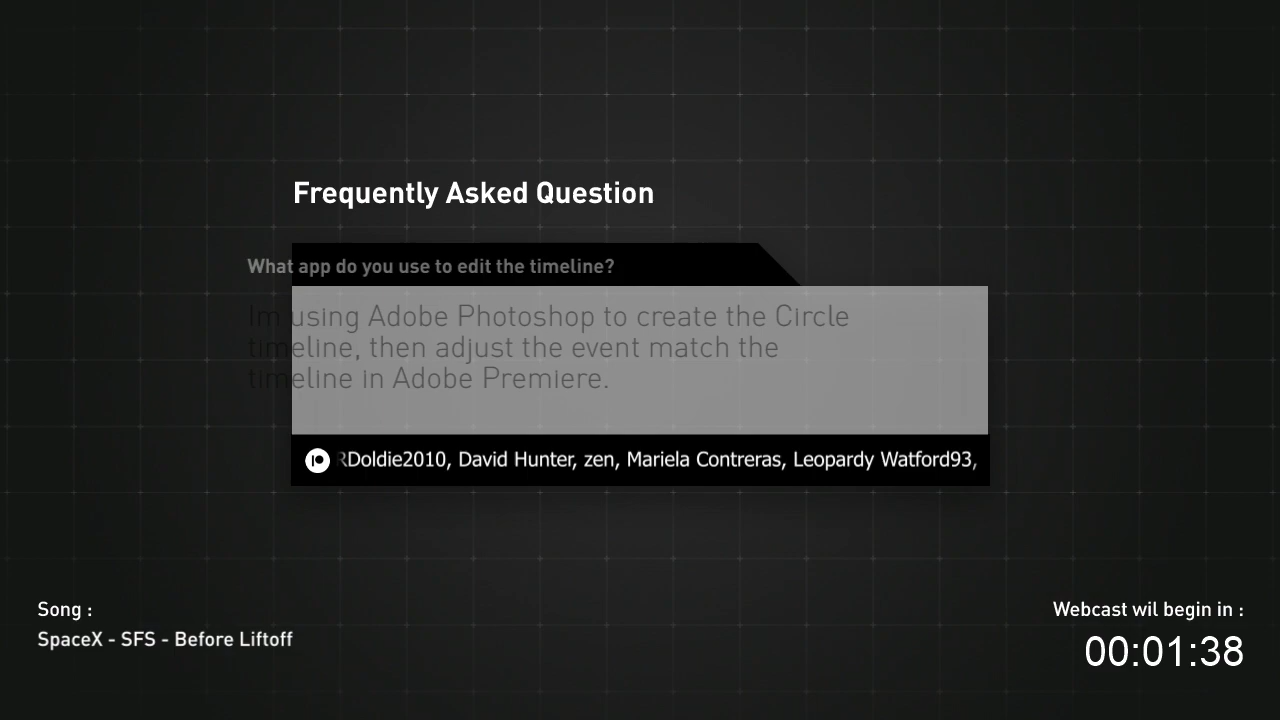 Frequently Asked Question
What app do you use to edit the timeline?
Im using Adobe Photoshop to create the Circle
timeline, then adjust the event match the
timeline in Adobe Premiere.
RDoldie2010, David Hunter, zen, Mariela Contreras, Leopardy Watford93,
Song :
SpaceX - SFS - Before Liftoff
Webcast wil begin in :
00:01:38